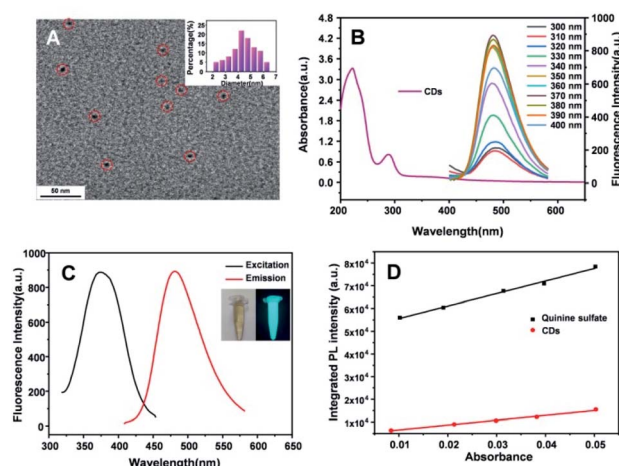 A
25
20
15
10
5
0
Percentage(%)
2 3 4 5 6 7
Diameter(nm)
50 nm
B
Absorbance(a.u.)
4.8
4.2
3.6
3.0
2.4
1.8
1.2
0.6
0.0
CDs
300 nm
310 nm
320 nm
330 nm
340 nm
350 nm
360 nm
370 nm
380 nm
390 nm
400 nm
1000
800
600
400
200
0
Fluorescence Intensity(a.u.)
200 300 400 500 600
Wavelength(nm)
C
Fluorescence Intensity(a.u.)
1000
800
600
400
200
0
Excitation
Emission
300 350 400 450 500 550 600 650
Wavelength(nm)
D
Integrated PL intensity(a.u.)
8x10⁴
7x10⁴
6x10⁴
5x10⁴
4x10⁴
3x10⁴
2x10⁴
1x10⁴
Quinine sulfate
CDs
0.01 0.02 0.03 0.04 0.05
Absorbance